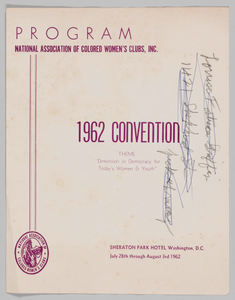 PROGRAM
NATIONAL ASSOCIATION OF COLORED WOMEN'S CLUBS, INC.
1962 CONVENTION
THEME
"Dimension in Democracy for
Today's Women & Youth"
SHERATON PARK HOTEL Washington, D.C.
July 28th through August 3rd 1962